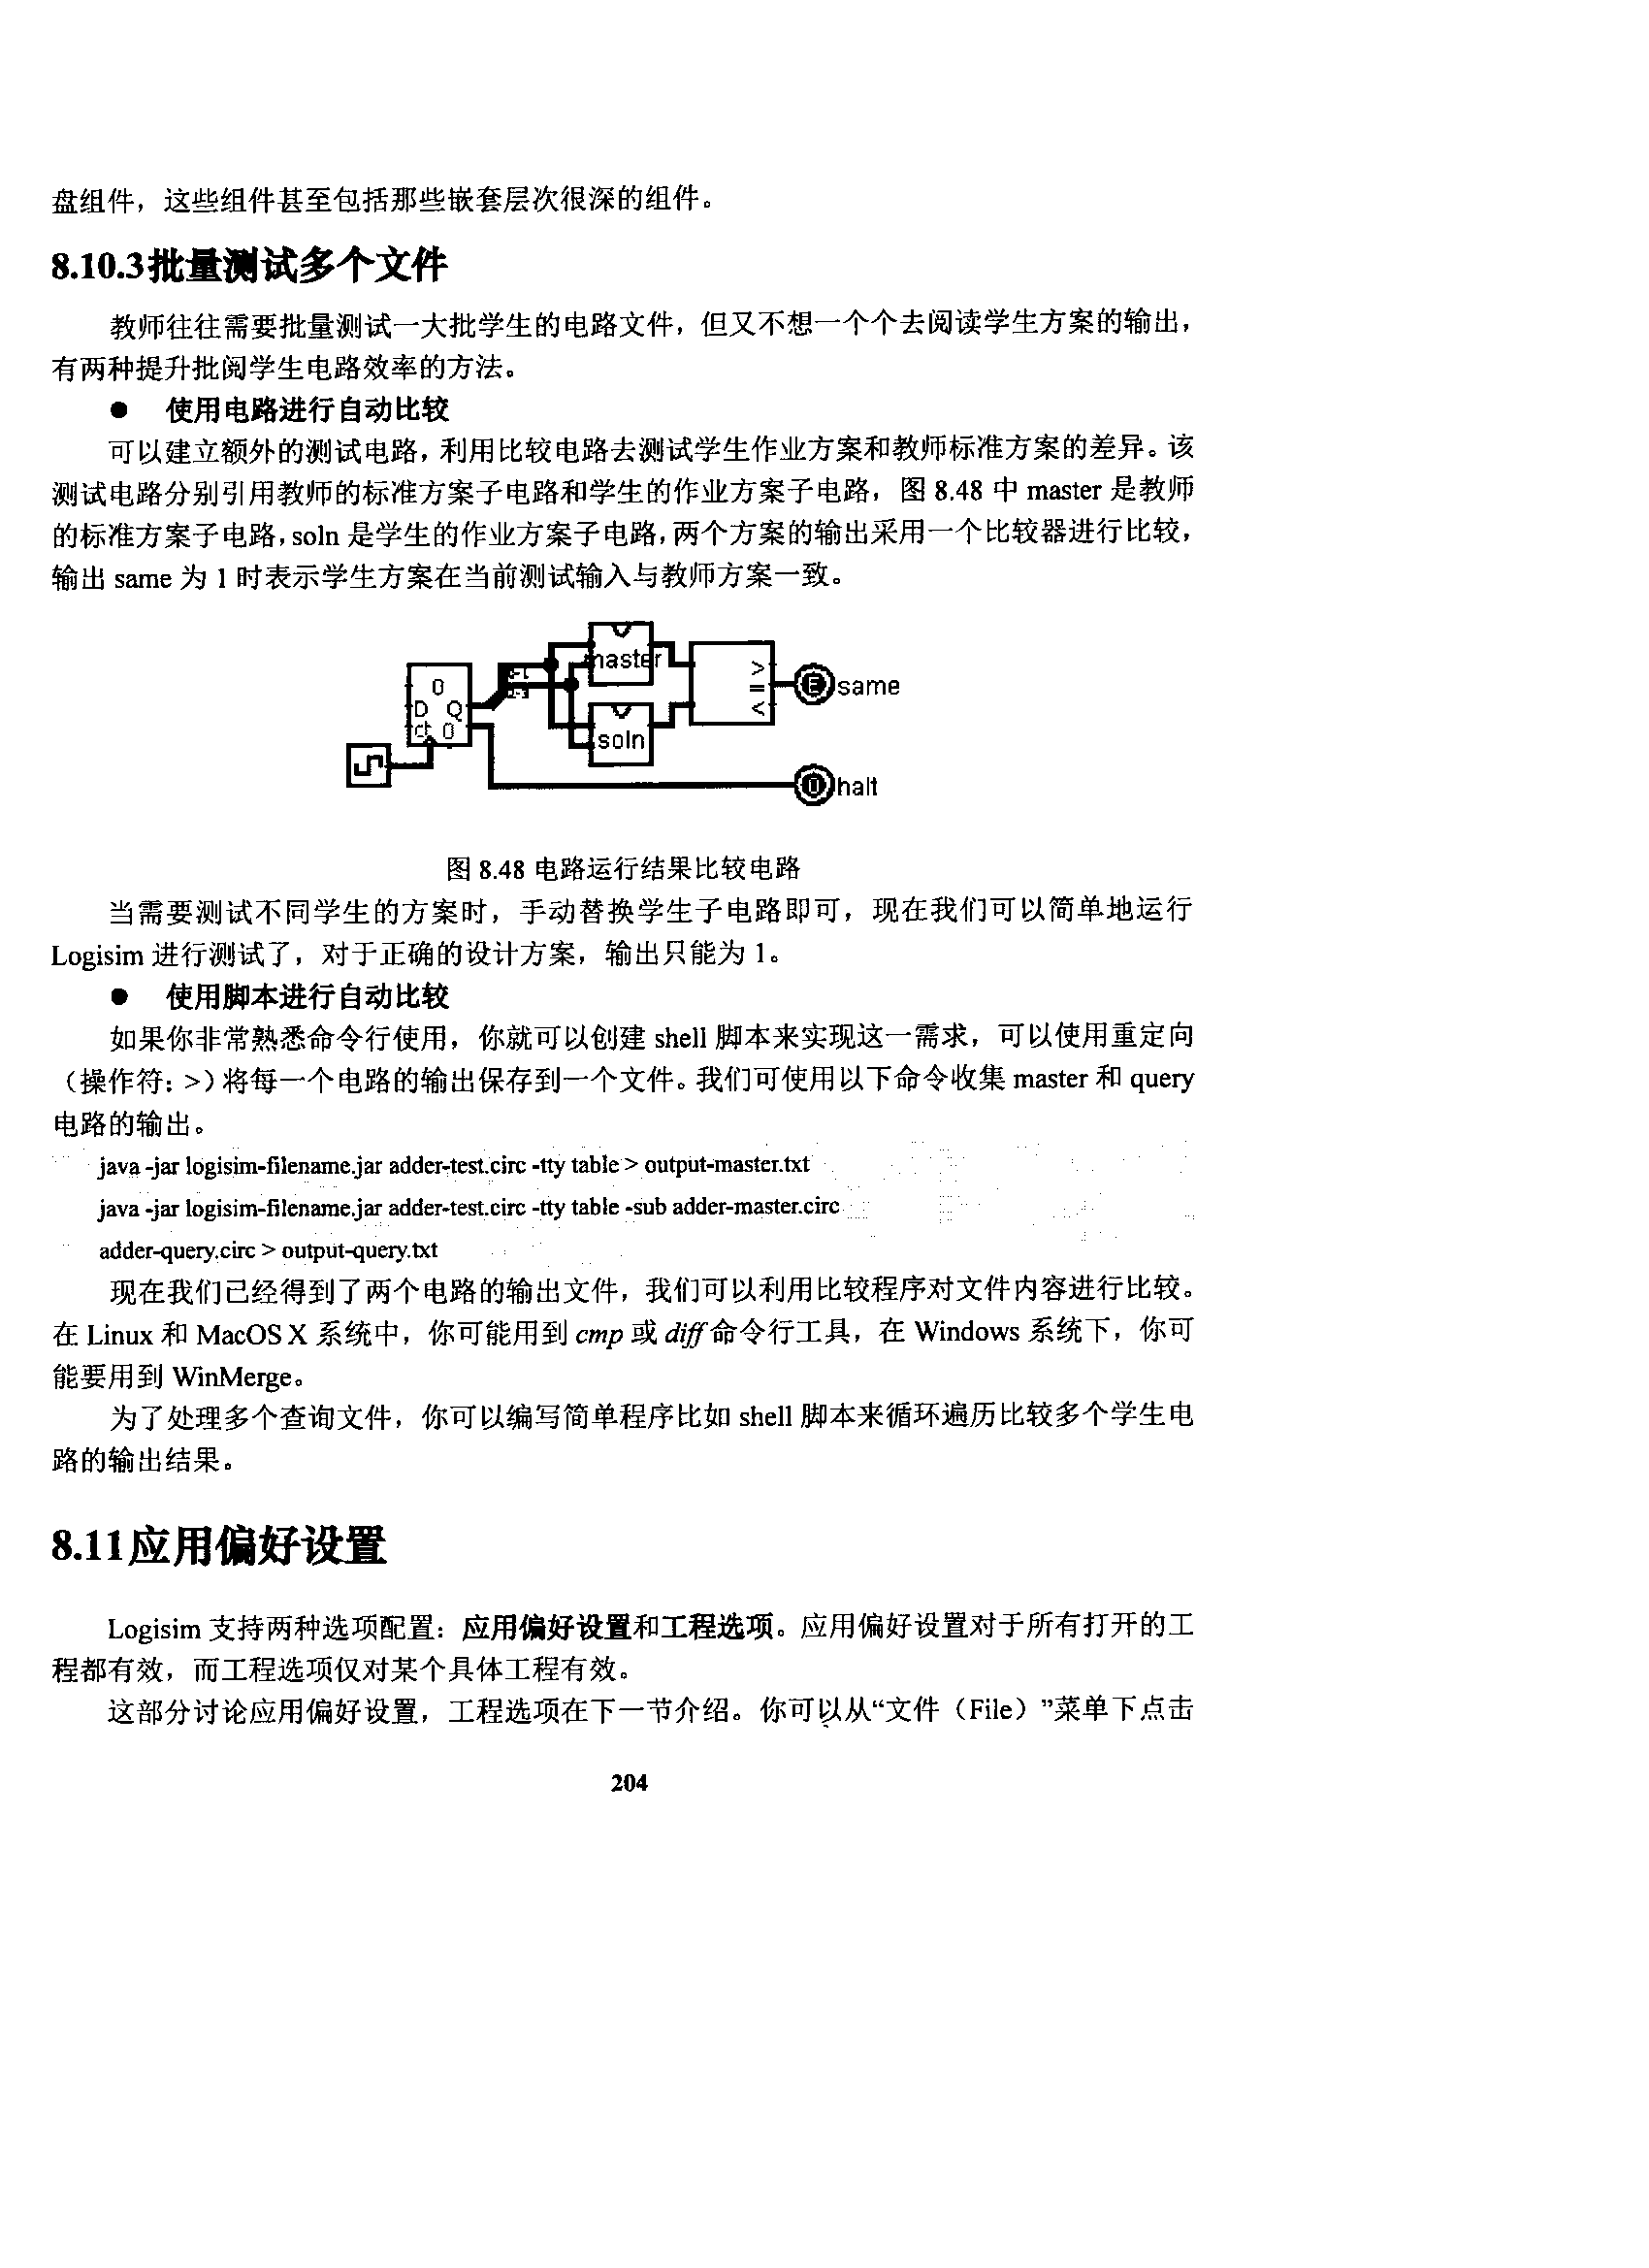 盘组件，这些组件甚至包括那些嵌套层次很深的组件。
8.10.3批量测试多个文件
教师往往需要批量测试一大批学生的电路文件，但又不想一个个去阅读学生方案的输出，
有两种提升批阅学生电路效率的方法。
● 使用电路进行自动比较
可以建立额外的测试电路，利用比较电路去测试学生作业方案和教师标准方案的差异。该
测试电路分别引用教师的标准方案子电路和学生的作业方案子电路，图 8.48 中 master 是教师
的标准方案子电路，soln 是学生的作业方案子电路，两个方案的输出采用一个比较器进行比较，
输出 same 为 1 时表示学生方案在当前测试输入与教师方案一致。
master
0
D Q
ct 0
soln
>
=
<
same
halt
图 8.48 电路运行结果比较电路
当需要测试不同学生的方案时，手动替换学生子电路即可，现在我们可以简单地运行
Logisim 进行测试了，对于正确的设计方案，输出只能为 1。
● 使用脚本进行自动比较
如果你非常熟悉命令行使用，你就可以创建 shell 脚本来实现这一需求，可以使用重定向
（操作符：>）将每一个电路的输出保存到一个文件。我们可使用以下命令收集 master 和 query
电路的输出。
java -jar logisim-filename.jar adder-test.circ -tty table > output-master.txt
java -jar logisim-filename.jar adder-test.circ -tty table -sub adder-master.circ
adder-query.circ > output-query.txt
现在我们已经得到了两个电路的输出文件，我们可以利用比较程序对文件内容进行比较。
在 Linux 和 MacOS X 系统中，你可能用到 cmp 或 diff 命令行工具，在 Windows 系统下，你可
能要用到 WinMerge。
为了处理多个查询文件，你可以编写简单程序比如 shell 脚本来循环遍历比较多个学生电
路的输出结果。
8.11应用偏好设置
Logisim 支持两种选项配置：应用偏好设置和工程选项。应用偏好设置对于所有打开的工
程都有效，而工程选项仅对某个具体工程有效。
这部分讨论应用偏好设置，工程选项在下一节介绍。你可以从“文件（File）”菜单下点击
204